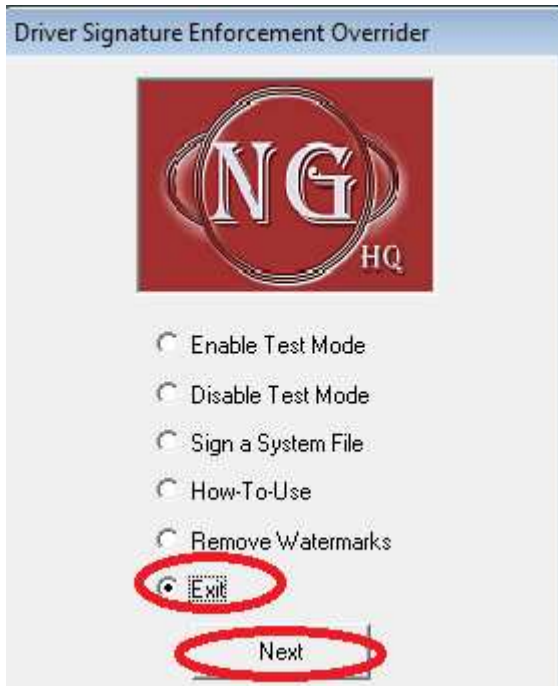 Driver Signature Enforcement Overrider
NG
HQ
Enable Test Mode
Disable Test Mode
Sign a System File
How-To-Use
Remove Watermarks
Exit
Next